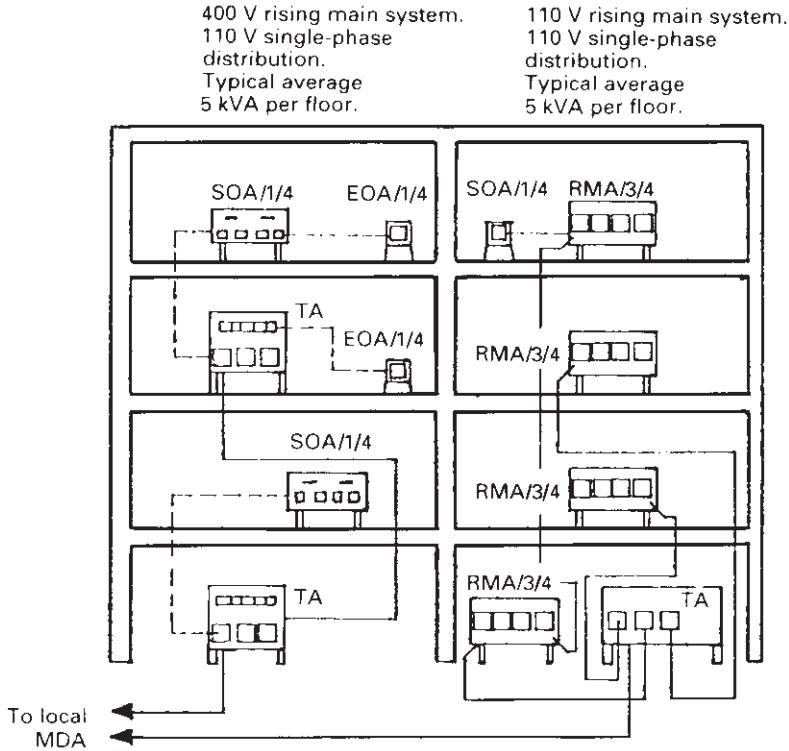 400 V rising main system.
110 V single-phase
distribution.
Typical average
5 kVA per floor.
110 V rising main system.
110 V single-phase
distribution.
Typical average
5 kVA per floor.
SOA/1/4
EOA/1/4
SOA/1/4
RMA/3/4
TA
EOA/1/4
RMA/3/4
SOA/1/4
RMA/3/4
TA
RMA/3/4
TA
To local
MDA